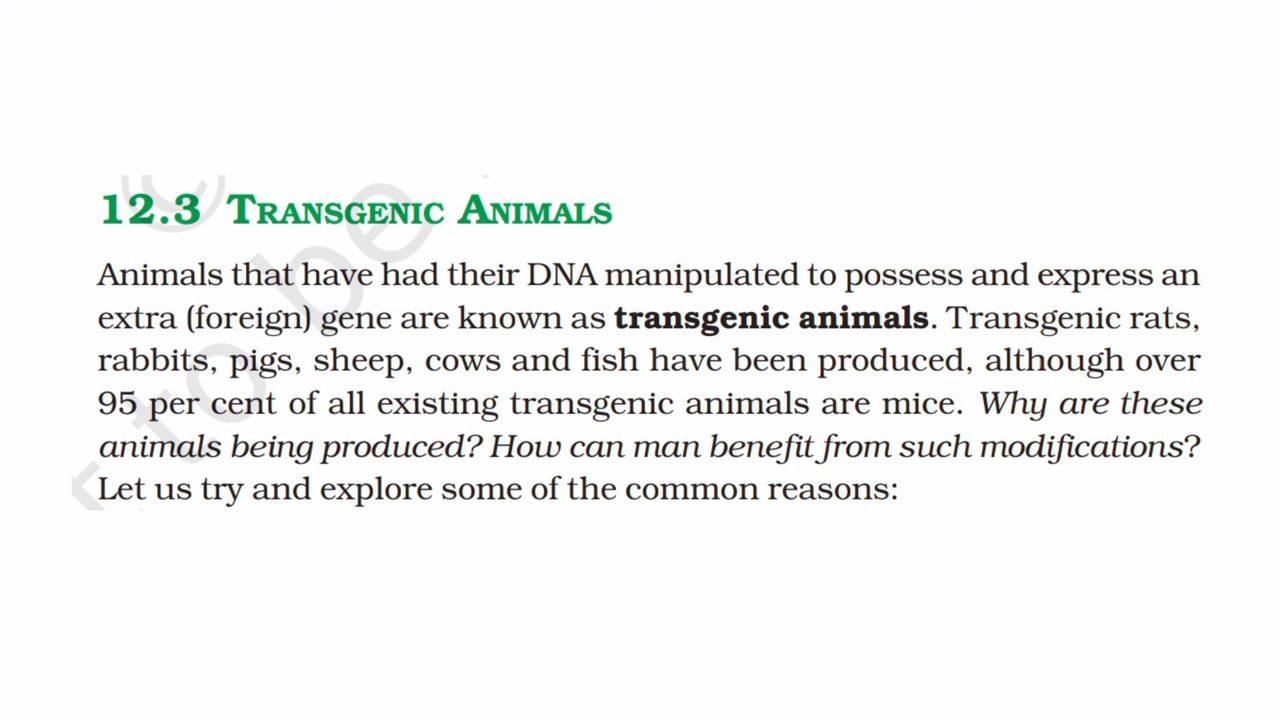 12.3 Transgenic Animals
Animals that have had their DNA manipulated to possess and express an
extra (foreign) gene are known as transgenic animals. Transgenic rats,
rabbits, pigs, sheep, cows and fish have been produced, although over
95 per cent of all existing transgenic animals are mice. Why are these
animals being produced? How can man benefit from such modifications?
Let us try and explore some of the common reasons:
to be